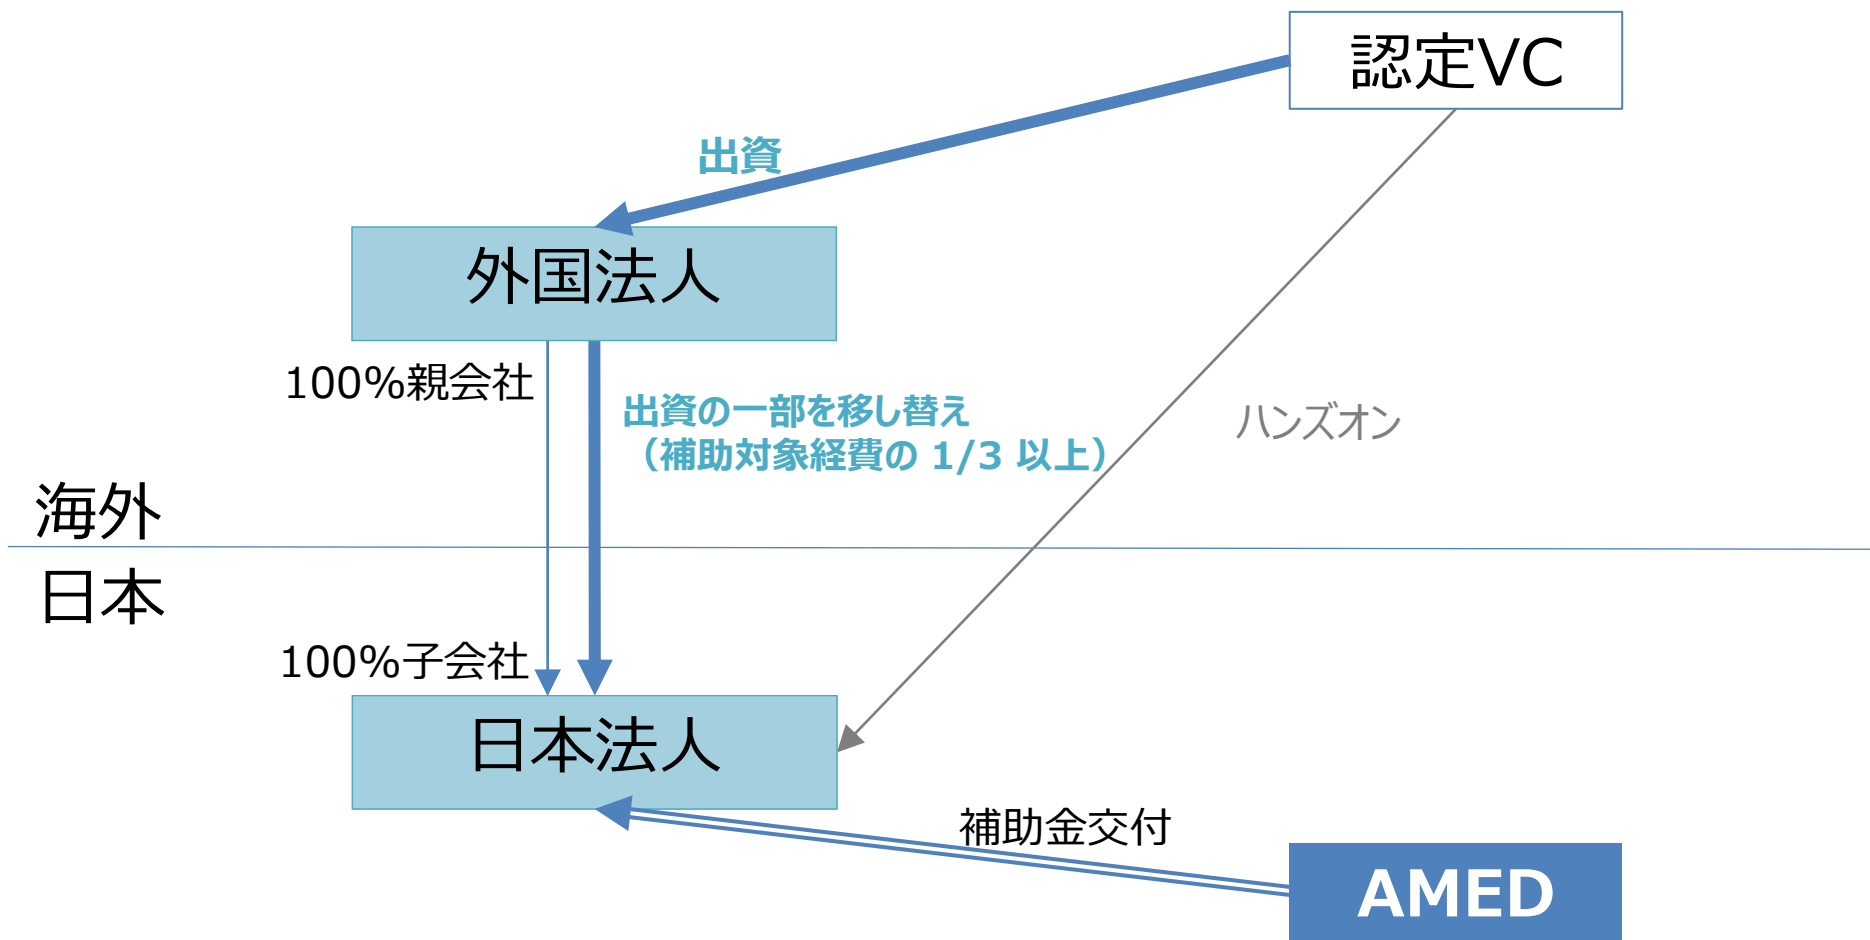 認定VC
出資
外国法人
100%親会社
出資の一部を移し替え
（補助対象経費の 1/3 以上）
ハンズオン
海外
日本
100%子会社
日本法人
補助金交付
AMED